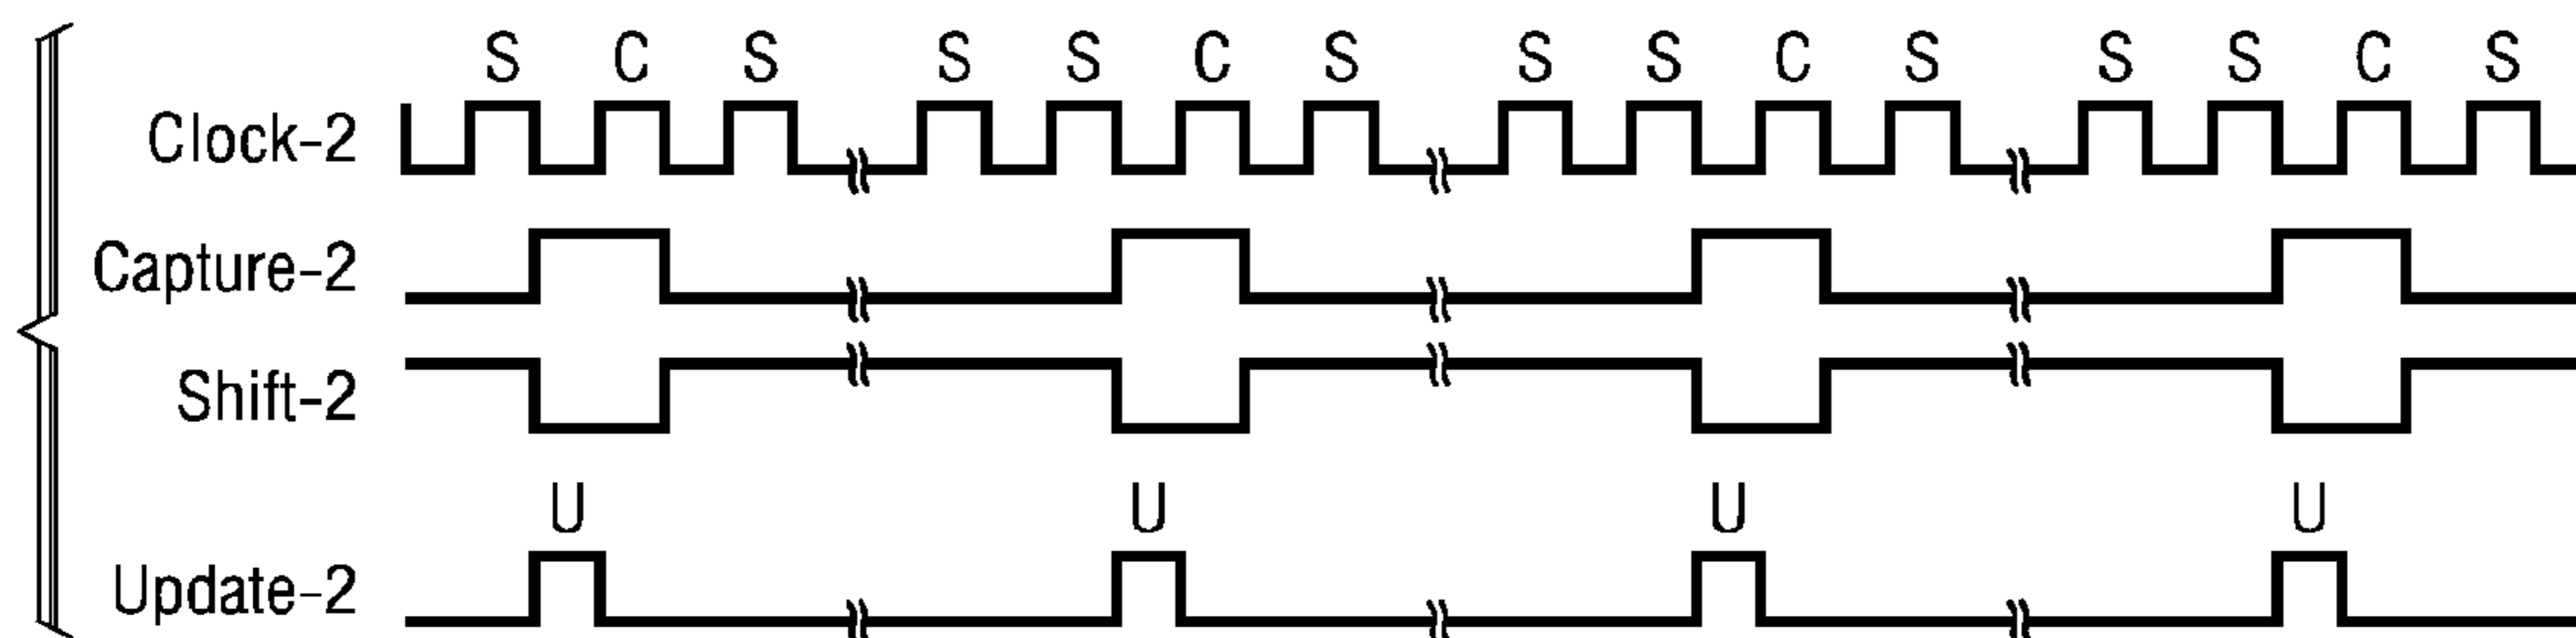 S C S S S C S S S C S S S C S
Clock-2
Capture-2
Shift-2
U U U U
Update-2